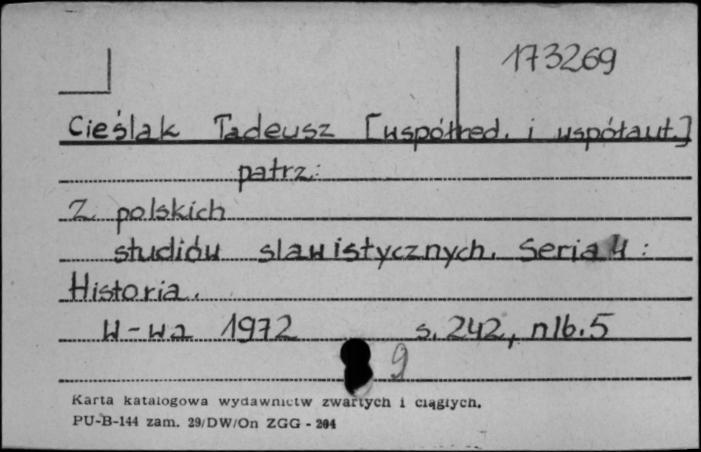 173269
Cieślak Tadeusz [współred. i współaut.]
patrz:
Z polskich
studiów slawistycznych. Seria 4:
Historia.
W-wa 1972 s. 242, nlb. 5
9
Karta katalogowa wydawnictw zwartych i ciągłych.
PU-B-144 zam. 29/DW/On ZGG - 204